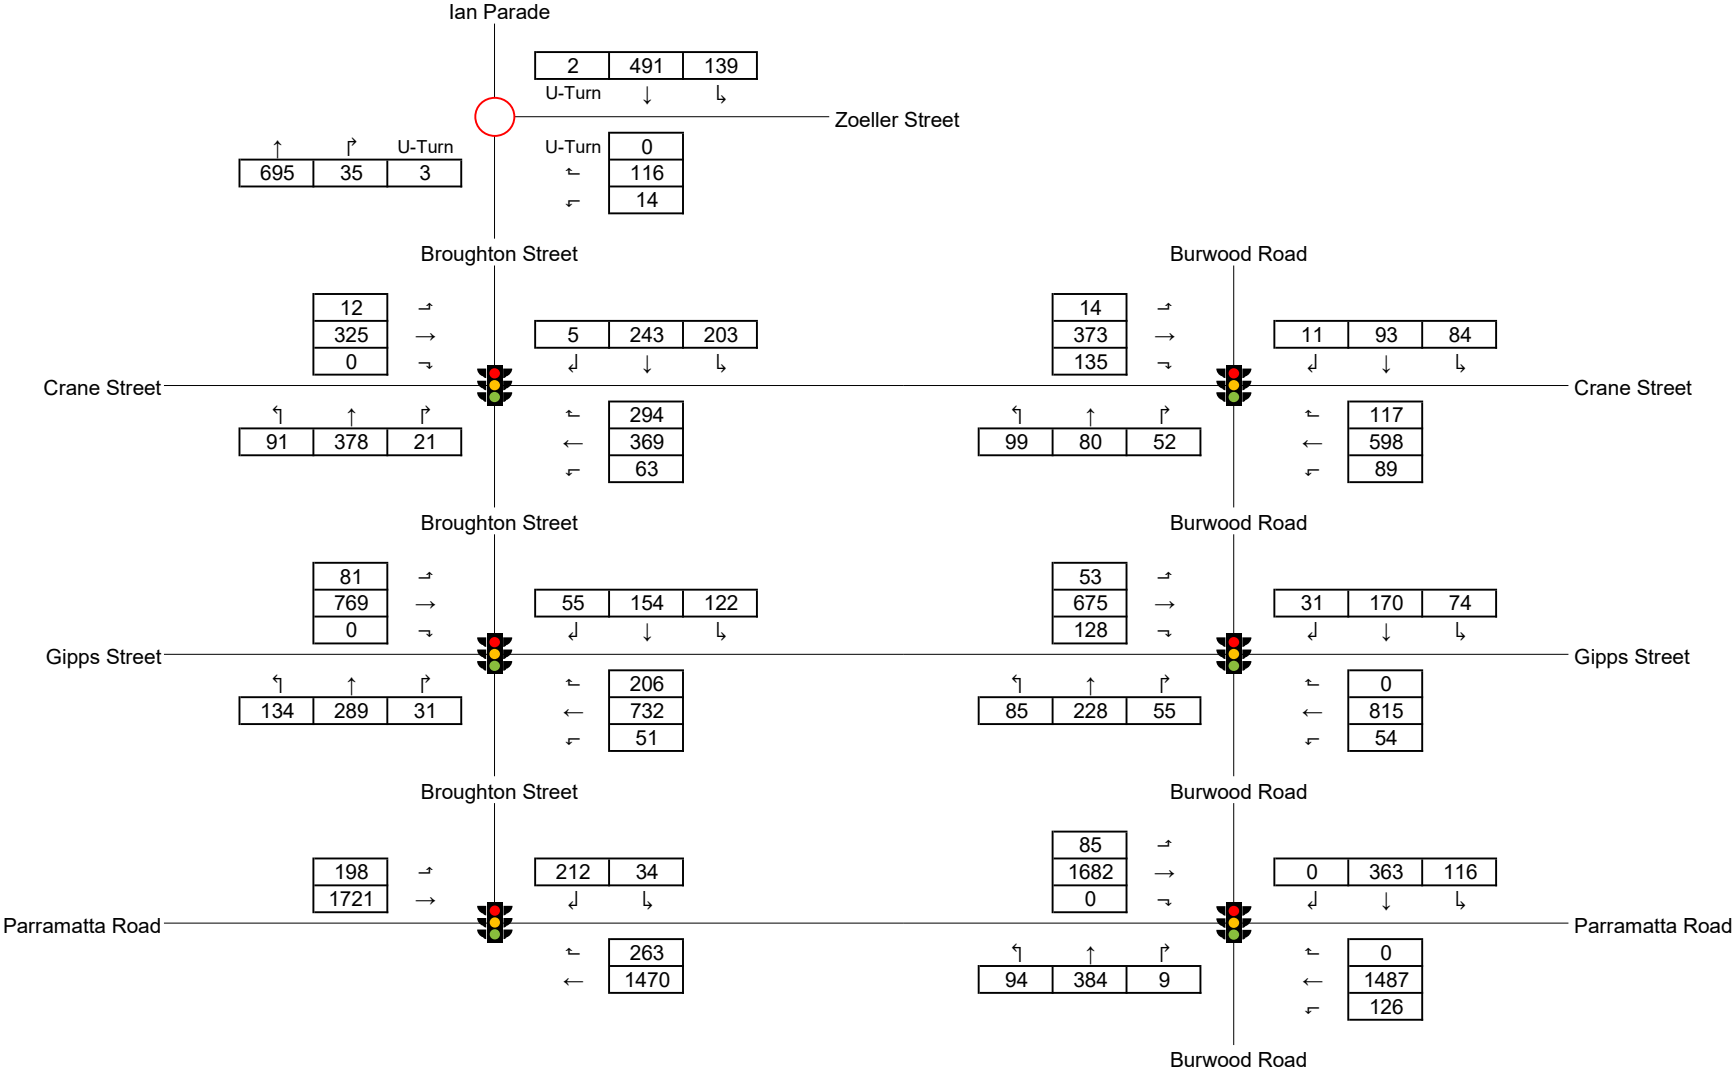 Ian Parade
2 491 139
U-Turn ↓ ↳
Zoeller Street
↑ ↱ U-Turn
695 35 3
U-Turn 0
⬑ 116
⬐ 14
Broughton Street
Burwood Road
12
325 →
0
5 243 203
14
373 →
135
11 93 84
Crane Street
Crane Street
↰ ↑ ↱
91 378 21
294
← 369
63
↰ ↑ ↱
99 80 52
117
← 598
89
Broughton Street
Burwood Road
81
769 →
0
55 154 122
53
675 →
128
31 170 74
Gipps Street
Gipps Street
↰ ↑ ↱
134 289 31
206
← 732
51
↰ ↑ ↱
85 228 55
0
← 815
54
Broughton Street
Burwood Road
198
1721 →
212 34
85
1682 →
0
0 363 116
Parramatta Road
Parramatta Road
263
← 1470
↰ ↑ ↱
94 384 9
0
← 1487
126
Burwood Road